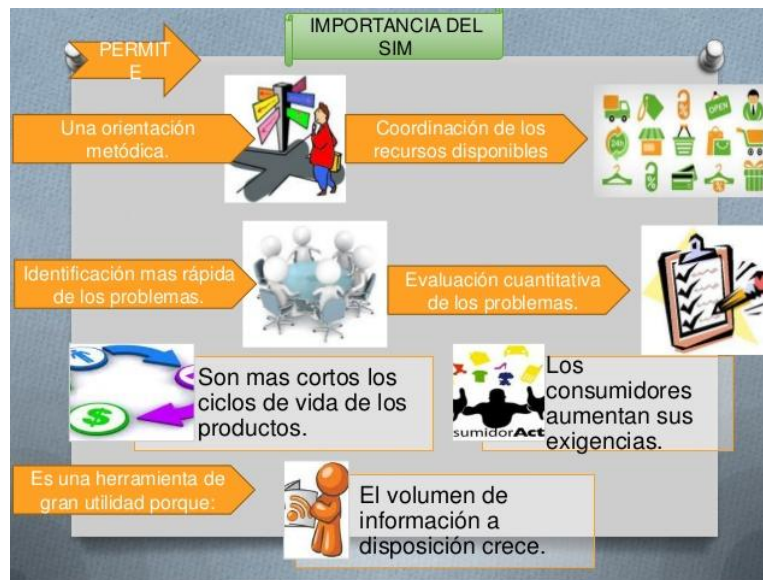 IMPORTANCIA DEL
SIM
PERMIT
E
Una orientación
metódica.
Coordinación de los
recursos disponibles
OPEN
24h
%
%
%
Identificación mas rápida
de los problemas.
Evaluación cuantitativa
de los problemas.
$
Son mas cortos los
ciclos de vida de los
productos.
sumidorAct
Los
consumidores
aumentan sus
exigencias.
Es una herramienta de
gran utilidad porque:
El volumen de
información a
disposición crece.